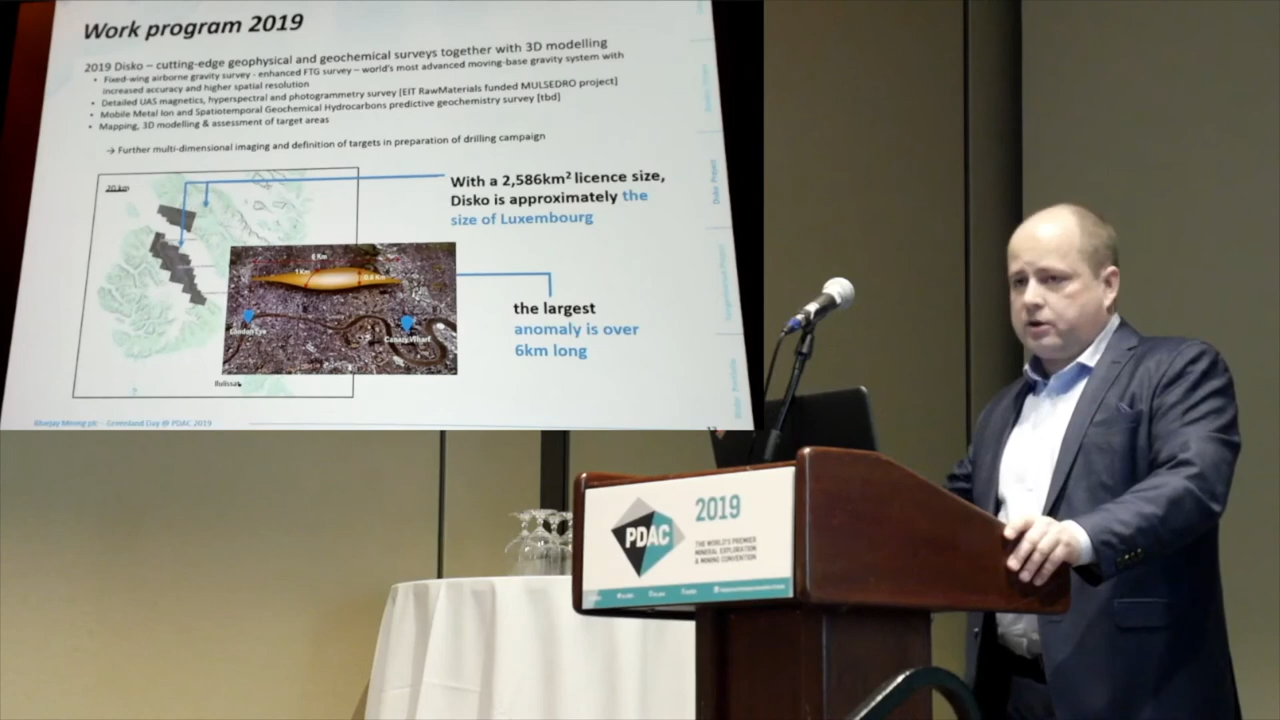 Work program 2019
2019 Disko – cutting-edge geophysical and geochemical surveys together with 3D modelling
• Fixed-wing airborne gravity survey - enhanced FTG survey – world's most advanced moving-base gravity system with
increased accuracy and higher spatial resolution
• Detailed UAS magnetics, hyperspectral and photogrammetry survey [EIT RawMaterials funded MULSEDRO project]
• Mobile Metal Ion and Spatiotemporal Geochemical Hydrocarbons predictive geochemistry survey [tbd]
• Mapping, 3D modelling & assessment of target areas
→ Further multi-dimensional imaging and definition of targets in preparation of drilling campaign
20 km
With a 2,586km² licence size,
Disko is approximately the
size of Luxembourg
6 Km
1 Km
0.6 Km
London Eye
Canary Wharf
the largest
anomaly is over
6km long
Ilulissat
Bluejay Mining plc – Greenland Day @ PDAC 2019
Disko Project
PDAC
2019
THE WORLD'S PREMIER
MINERAL EXPLORATION
& MINING CONVENTION